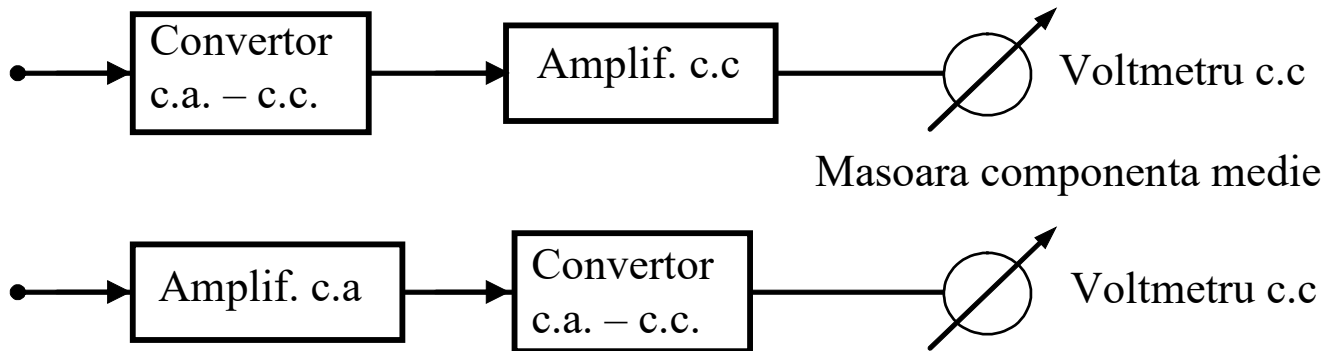 Convertor
c.a. – c.c.
Amplif. c.c
Voltmetru c.c
Masoara componenta medie
Amplif. c.a
Convertor
c.a. – c.c.
Voltmetru c.c